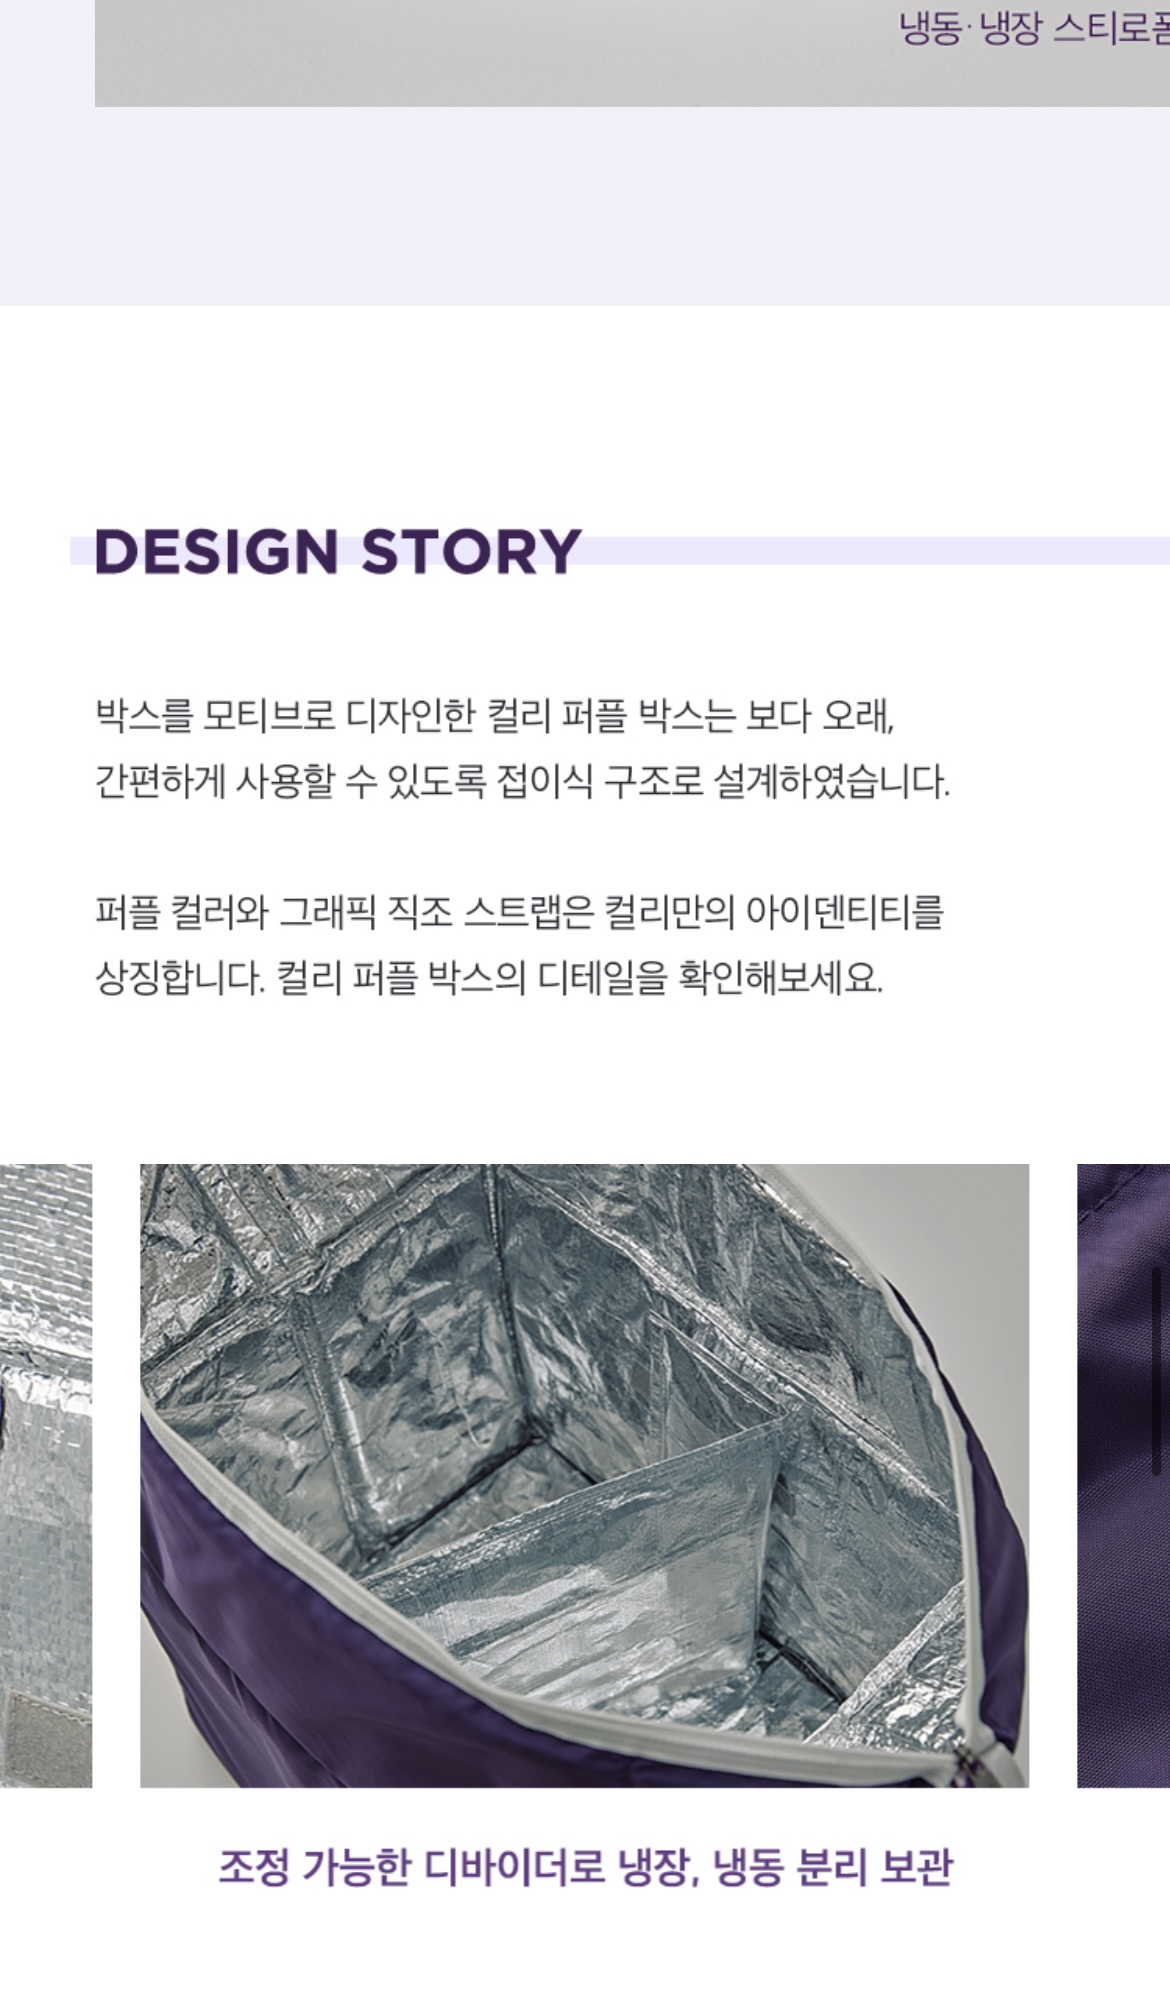 냉동·냉장
DESIGN STORY
박스를 모티브로 디자인한 컬리 퍼플 박스는 보다 오래,
간편하게 사용할 수 있도록 접이식 구조로 설계하였습니다.
퍼플 컬러와 그래픽 직조 스트랩은 컬리만의 아이덴티티를
상징합니다. 컬리 퍼플 박스의 디테일을 확인해보세요.
조정 가능한 디바이더로 냉장, 냉동 분리 보관